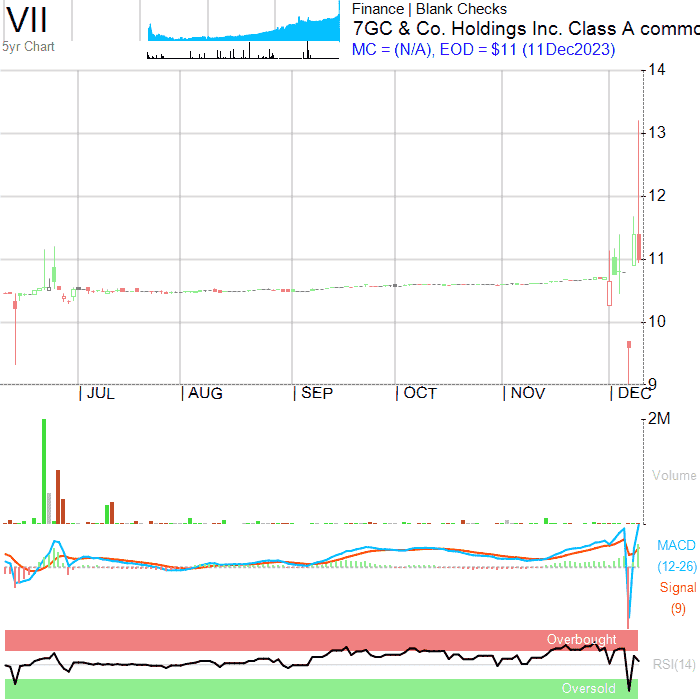 VII
5yr Chart
Finance | Blank Checks
7GC & Co. Holdings Inc. Class A commo
MC = (N/A), EOD = $11 (11Dec2023)
14
13
12
11
10
9
| JUL | AUG | SEP | OCT | NOV | DEC
2M
Volume
MACD
(12-26)
Signal
(9)
Overbought
RSI(14)
Oversold